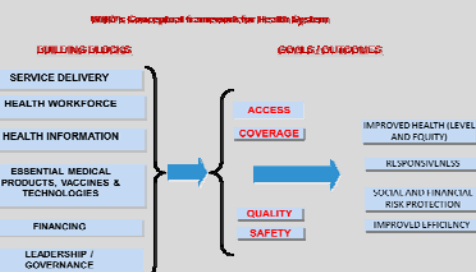 WHO's Conceptual framework for Health System
BUILDING BLOCKS
GOALS / OUTCOMES
SERVICE DELIVERY
HEALTH WORKFORCE
HEALTH INFORMATION
ESSENTIAL MEDICAL
PRODUCTS, VACCINES &
TECHNOLOGIES
FINANCING
LEADERSHIP /
GOVERNANCE
ACCESS
COVERAGE
QUALITY
SAFETY
IMPROVED HEALTH (LEVEL
AND EQUITY)
RESPONSIVENESS
SOCIAL AND FINANCIAL
RISK PROTECTION
IMPROVED EFFICIENCY